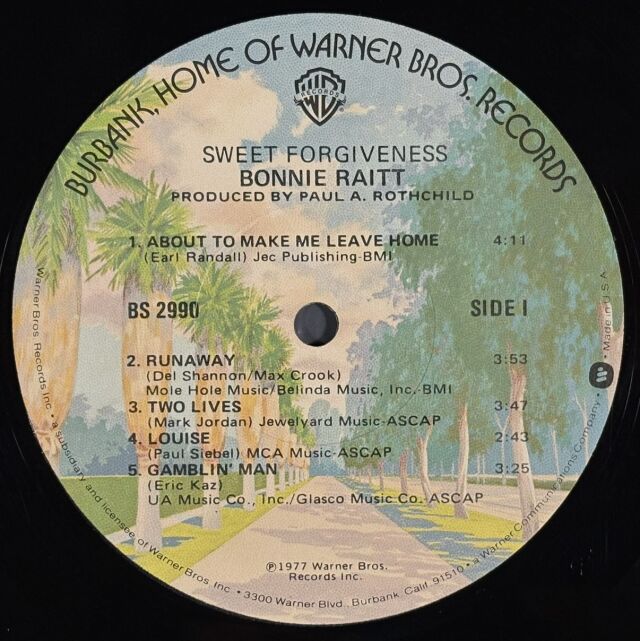 BURBANK, HOME OF WARNER BROS. RECORDS
RECORDS
SWEET FORGIVENESS
BONNIE RAITT
PRODUCED BY PAUL A. ROTHCHILD
1. ABOUT TO MAKE ME LEAVE HOME 4:11
(Earl Randall) Jec Publishing-BMI
BS 2990 SIDE I
2. RUNAWAY 3:53
(Del Shannon/Max Crook)
Mole Hole Music/Belinda Music, Inc.-BMI
3. TWO LIVES 3:47
(Mark Jordan) Jewelyard Music-ASCAP
4. LOUISE 2:43
(Paul Siebel) MCA Music-ASCAP
5. GAMBLIN' MAN 3:25
(Eric Kaz)
UA Music Co., Inc./Glasco Music Co.-ASCAP
℗1977 Warner Bros.
Records Inc.
Warner Bros. Records Inc. • a subsidiary and licensee of Warner Bros. Inc. • 3300 Warner Blvd., Burbank, Calif. 91510 • a Warner Communications Company • Made in U.S.A.